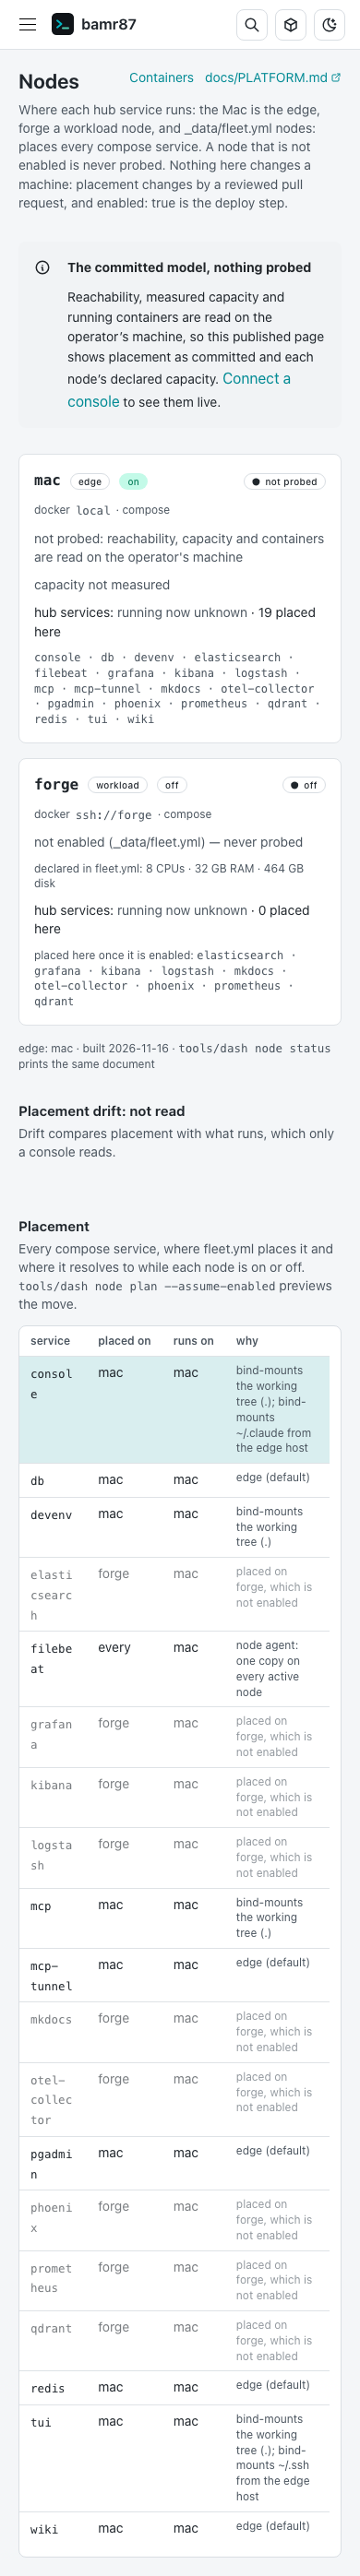 bamr87
Nodes
Containers docs/PLATFORM.md
Where each hub service runs: the Mac is the edge,
forge a workload node, and _data/fleet.yml nodes:
places every compose service. A node that is not
enabled is never probed. Nothing here changes a
machine: placement changes by a reviewed pull
request, and enabled: true is the deploy step.
The committed model, nothing probed
Reachability, measured capacity and
running containers are read on the
operator's machine, so this published page
shows placement as committed and each
node's declared capacity. Connect a
console to see them live.
mac edge on not probed
docker local · compose
not probed: reachability, capacity and containers
are read on the operator's machine
capacity not measured
hub services: running now unknown · 19 placed
here
console · db · devenv · elasticsearch ·
filebeat · grafana · kibana · logstash ·
mcp · mcp-tunnel · mkdocs · otel-collector
· pgadmin · phoenix · prometheus · qdrant ·
redis · tui · wiki
forge workload off off
docker ssh://forge · compose
not enabled (_data/fleet.yml) — never probed
declared in fleet.yml: 8 CPUs · 32 GB RAM · 464 GB
disk
hub services: running now unknown · 0 placed
here
placed here once it is enabled: elasticsearch ·
grafana · kibana · logstash · mkdocs ·
otel-collector · phoenix · prometheus ·
qdrant
edge: mac · built 2026-11-16 · tools/dash node status
prints the same document
Placement drift: not read
Drift compares placement with what runs, which only
a console reads.
Placement
Every compose service, where fleet.yml places it and
where it resolves to while each node is on or off.
tools/dash node plan --assume-enabled previews
the move.
service placed on runs on why
consol
e
mac mac
bind-mounts
the working
tree (.); bind-
mounts
~/.claude from
the edge host
db mac mac edge (default)
devenv mac mac
bind-mounts
the working
tree (.)
elasti
csearc
h
forge mac
placed on
forge, which is
not enabled
filebe
at
every mac
node agent:
one copy on
every active
node
grafan
a
forge mac
placed on
forge, which is
not enabled
kibana forge mac
placed on
forge, which is
not enabled
logsta
sh
forge mac
placed on
forge, which is
not enabled
mcp mac mac
bind-mounts
the working
tree (.)
mcp-
tunnel
mac mac edge (default)
mkdocs forge mac
placed on
forge, which is
not enabled
otel-
collec
tor
forge mac
placed on
forge, which is
not enabled
pgadmi
n
mac mac edge (default)
phoeni
x
forge mac
placed on
forge, which is
not enabled
promet
heus
forge mac
placed on
forge, which is
not enabled
qdrant forge mac
placed on
forge, which is
not enabled
redis mac mac edge (default)
tui mac mac
bind-mounts
the working
tree (.); bind-
mounts ~/.ssh
from the edge
host
wiki mac mac edge (default)